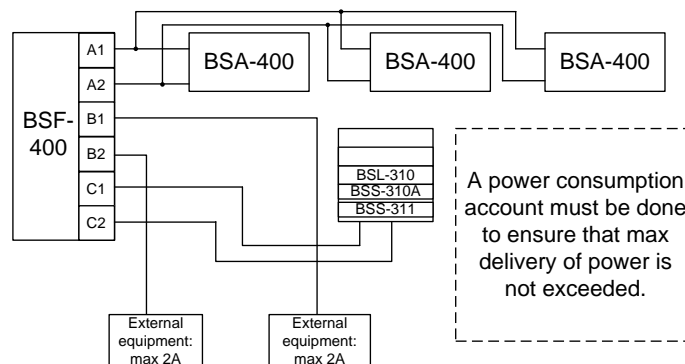 A1
A2
B1
B2
C1
C2
BSF-
400
BSA-400
BSA-400
BSA-400
BSL-310
BSS-310A
BSS-311
A power consumption
account must be done
to ensure that max
delivery of power is
not exceeded.
External
equipment:
max 2A
External
equipment:
max 2A